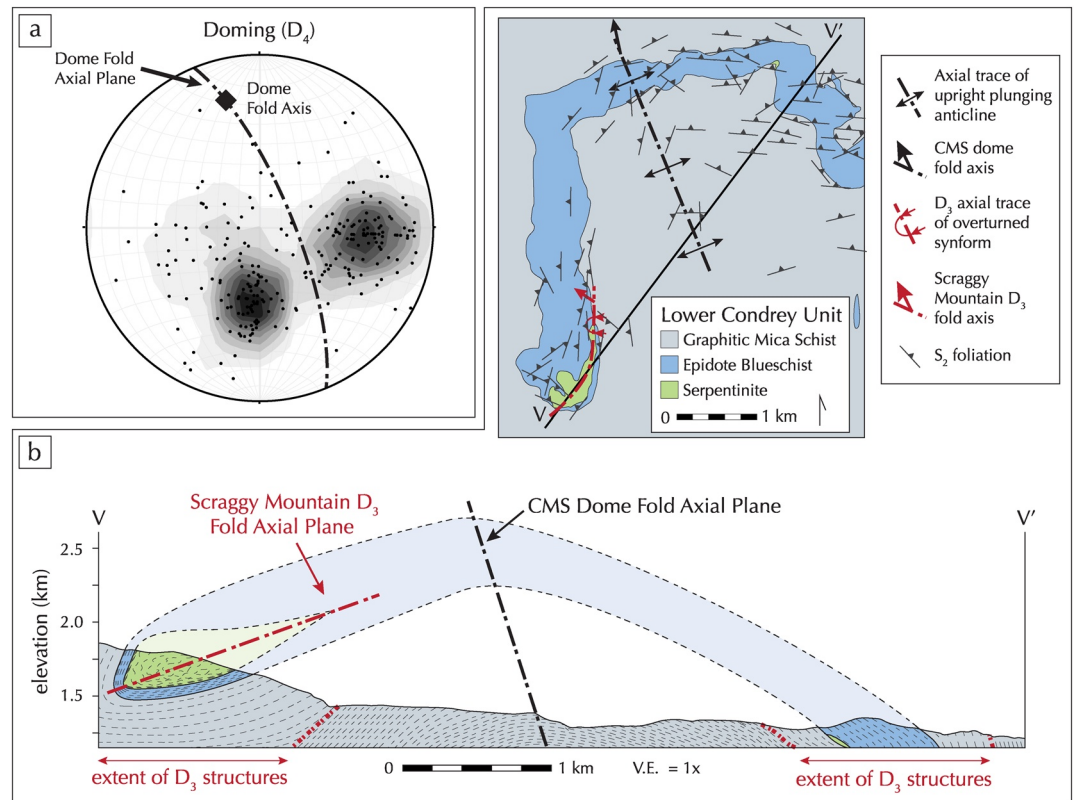 a
Doming (D4)
Dome Fold
Axial Plane
Dome
Fold Axis
V'
V
Lower Condrey Unit
Graphitic Mica Schist
Epidote Blueschist
Serpentinite
0 1 km
Axial trace of
upright plunging
anticline
CMS dome
fold axis
D3 axial trace
of overturned
synform
Scraggy
Mountain D3
fold axis
S2 foliation
b
Scraggy Mountain D3
Fold Axial Plane
CMS Dome Fold Axial Plane
V
V'
elevation (km)
2.5
2.0
1.5
extent of D3 structures
0 1 km
V.E. = 1x
extent of D3 structures